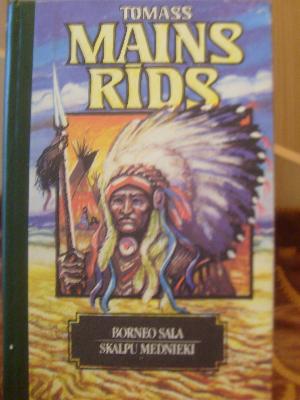 TOMASS
MAINS
RĪDS
BORNEO SALA
SKALPU MEDNIEKI